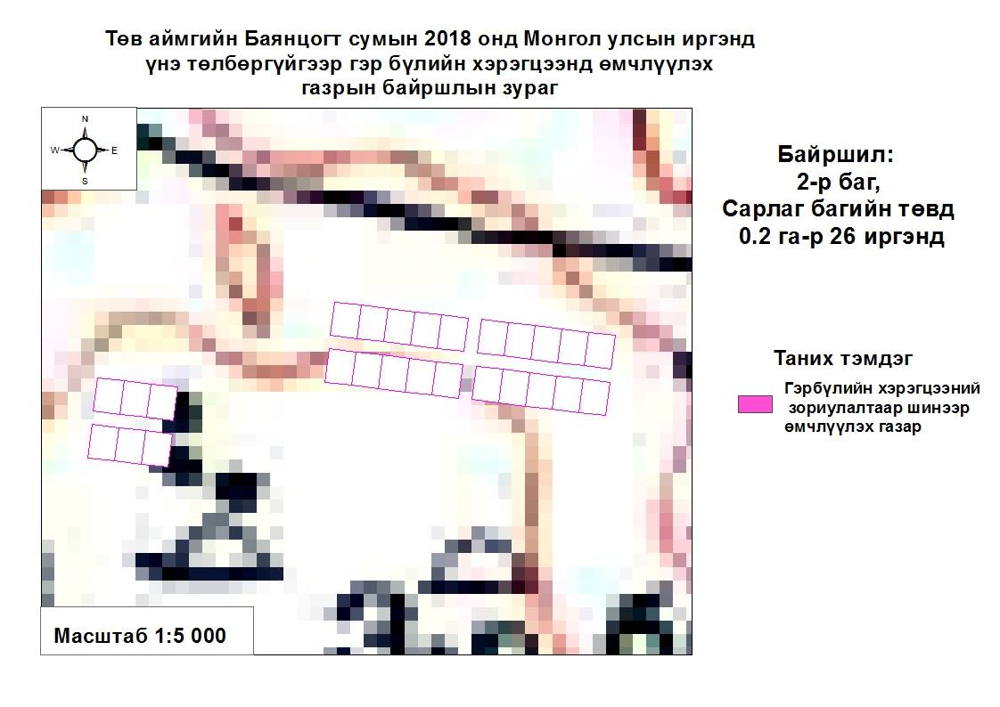 Төв аймгийн Баянцогт сумын 2018 онд Монгол улсын иргэнд
үнэ төлбөргүйгээр гэр бүлийн хэрэгцээнд өмчлүүлэх
газрын байршлын зураг
N
W E
S
Байршил:
2-р баг,
Сарлаг багийн төвд
0.2 га-р 26 иргэнд
Таних тэмдэг
Гэрбүлийн хэрэгцээний
зориулалтаар шинээр
өмчлүүлэх газар
Масштаб 1:5 000